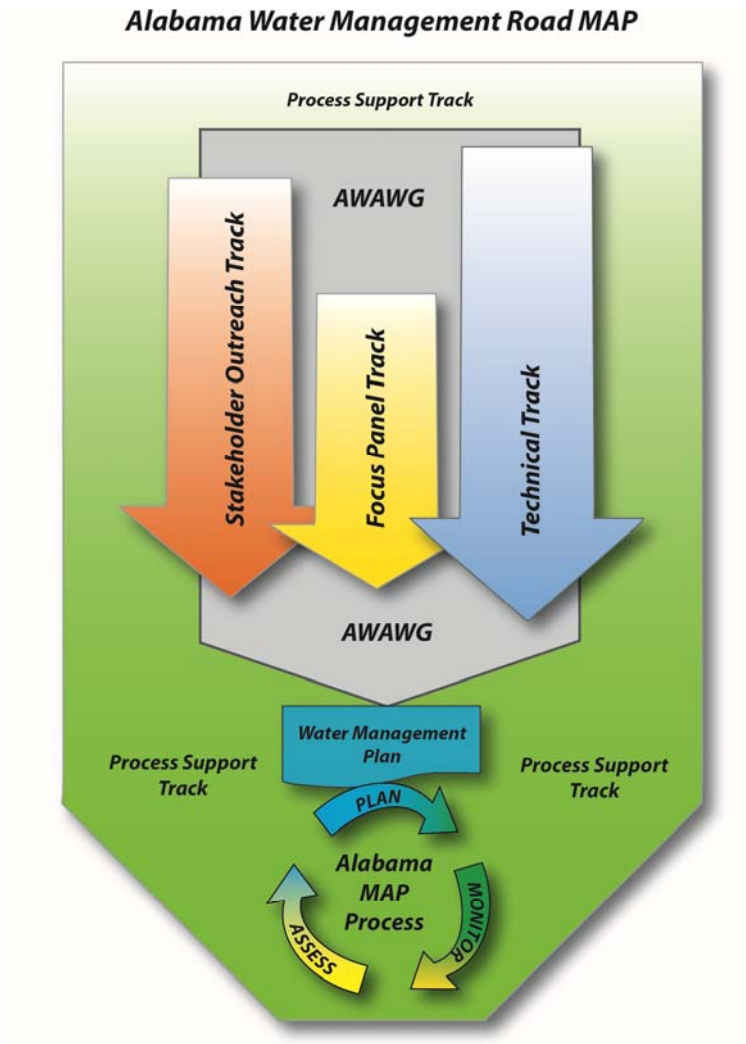 Alabama Water Management Road MAP
Process Support Track
AWAWG
Stakeholder Outreach Track
Focus Panel Track
Technical Track
AWAWG
Water Management
Plan
Process Support
Track
Process Support
Track
PLAN
Alabama
MAP
Process
MONITOR
ASSESS